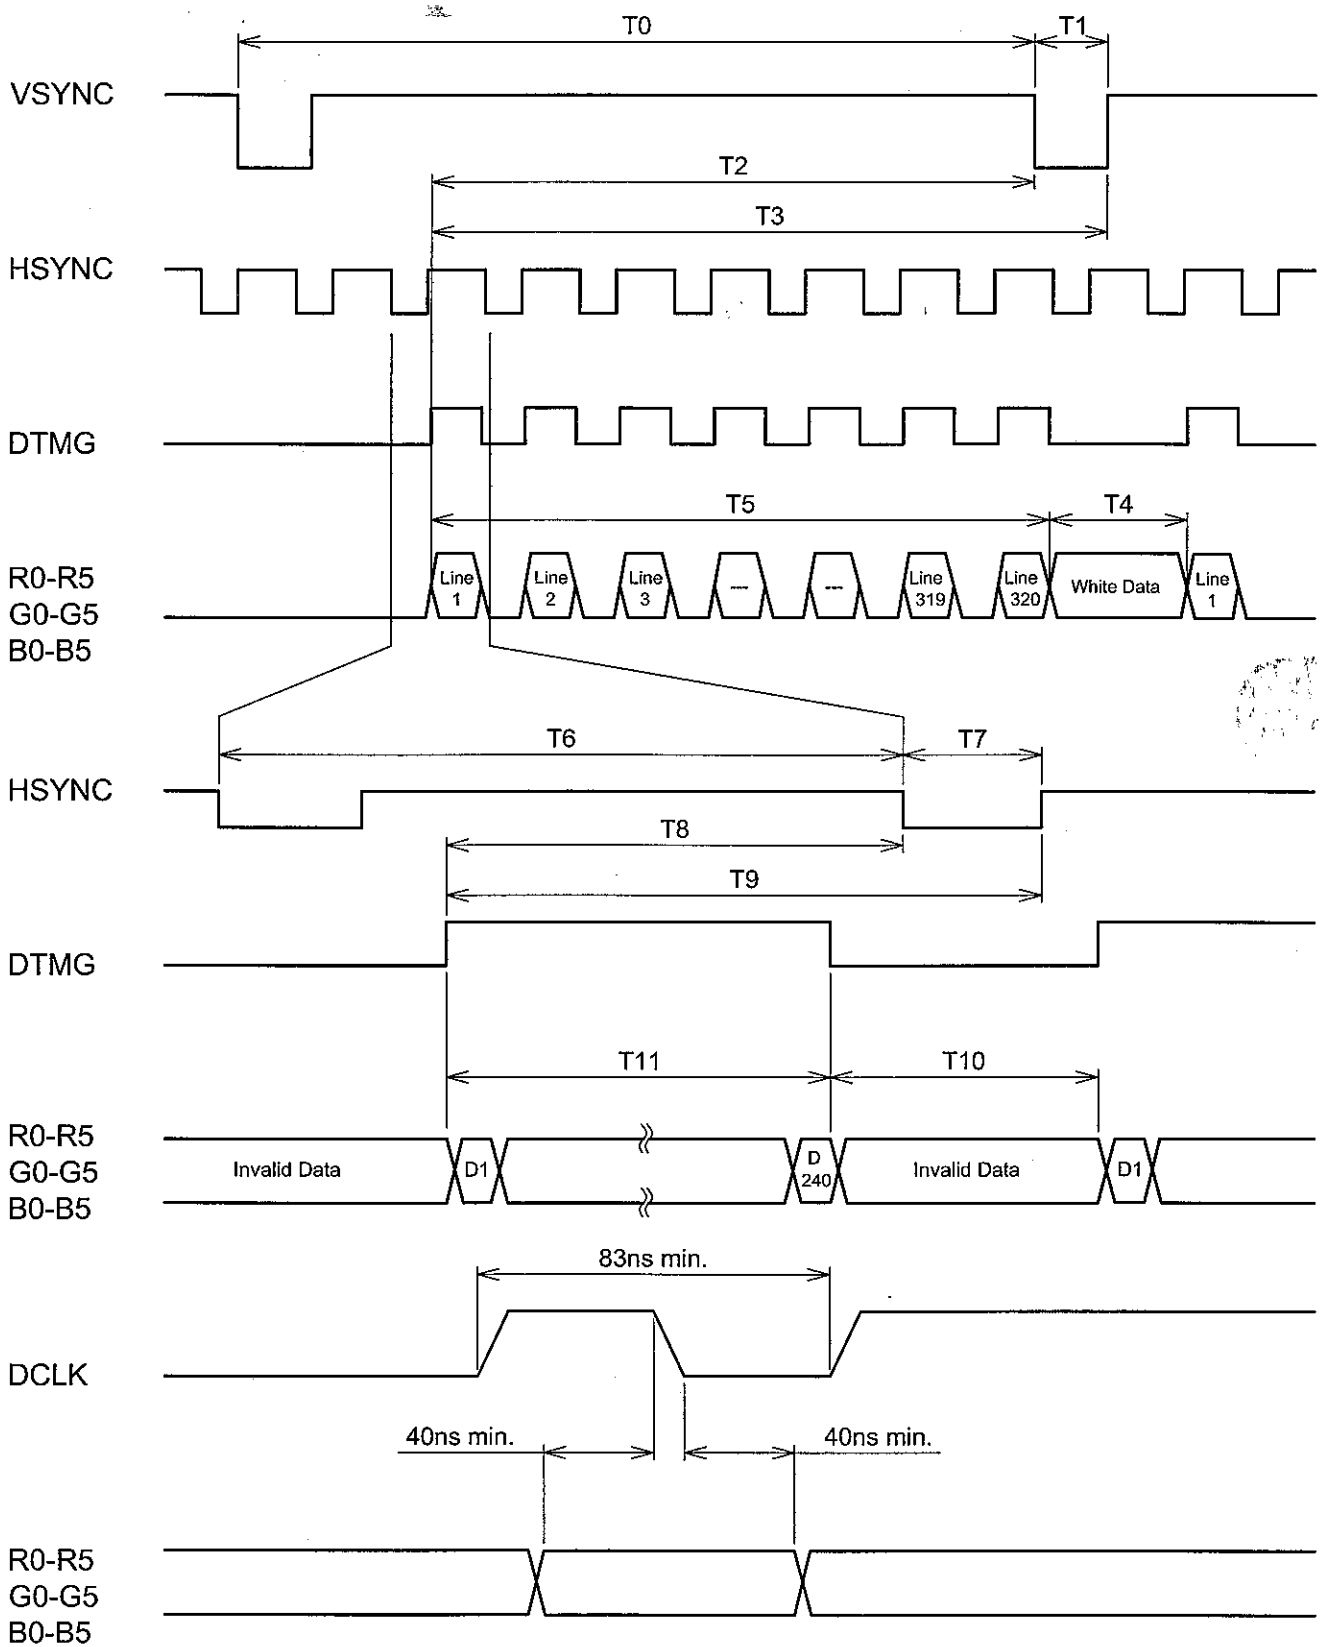 T0
T1
VSYNC
T2
T3
HSYNC
DTMG
T5
T4
R0-R5
G0-G5
B0-B5
Line 1
Line 2
Line 3
---
---
Line 319
Line 320
White Data
Line 1
T6
T7
HSYNC
T8
T9
DTMG
T11
T10
R0-R5
G0-G5
B0-B5
Invalid Data
D1
D 240
Invalid Data
D1
83ns min.
DCLK
40ns min.
40ns min.
R0-R5
G0-G5
B0-B5